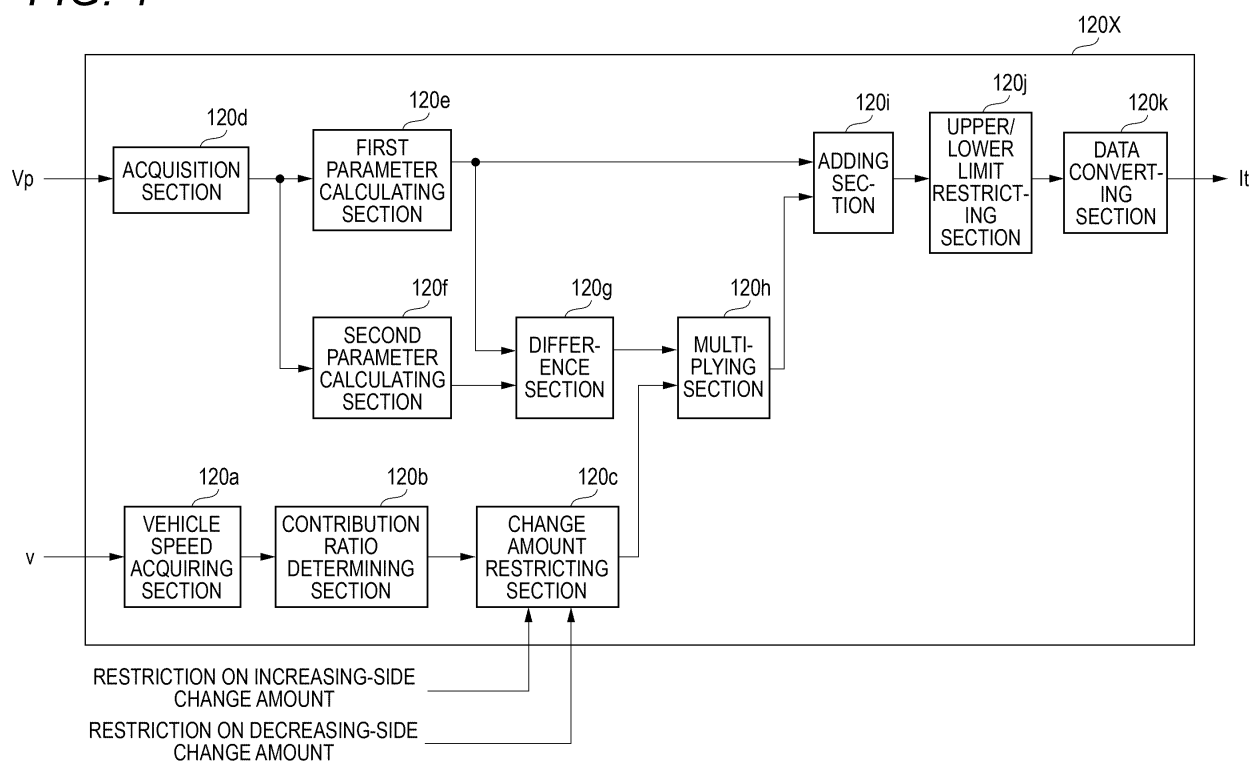 120X
120d
120e
120i
120j
120k
Vp
ACQUISITION
SECTION
FIRST
PARAMETER
CALCULATING
SECTION
ADDING
SEC-
TION
UPPER/
LOWER
LIMIT
RESTRICT-
ING
SECTION
DATA
CONVERT-
ING
SECTION
It
120f
120g
120h
SECOND
PARAMETER
CALCULATING
SECTION
DIFFER-
ENCE
SECTION
MULTI-
PLYING
SECTION
120a
120b
120c
v
VEHICLE
SPEED
ACQUIRING
SECTION
CONTRIBUTION
RATIO
DETERMINING
SECTION
CHANGE
AMOUNT
RESTRICTING
SECTION
RESTRICTION ON INCREASING-SIDE
CHANGE AMOUNT
RESTRICTION ON DECREASING-SIDE
CHANGE AMOUNT